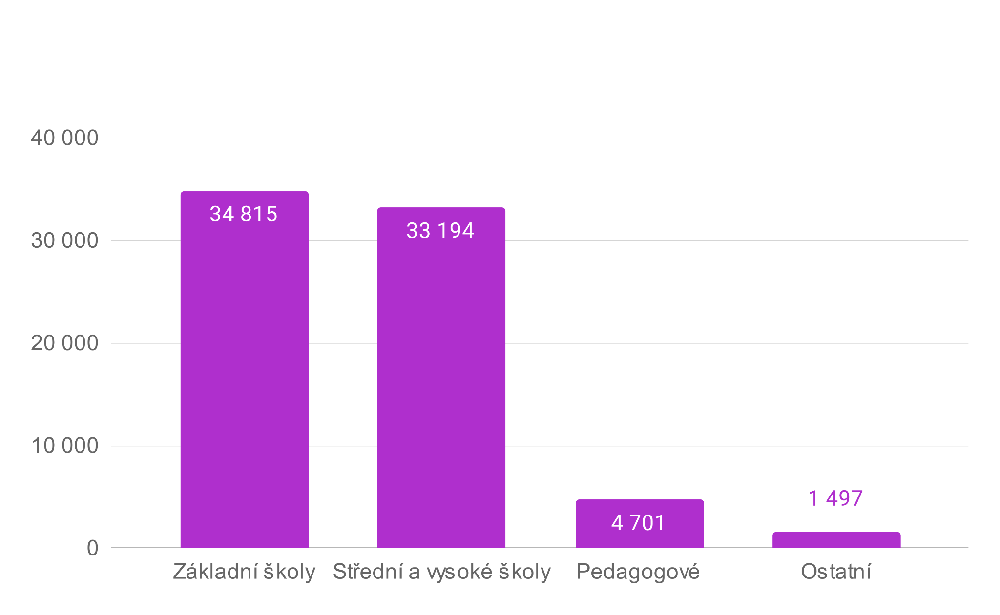 40 000
30 000
20 000
10 000
0
34 815
33 194
4 701
1 497
Základní školy
Střední a vysoké školy
Pedagogové
Ostatní